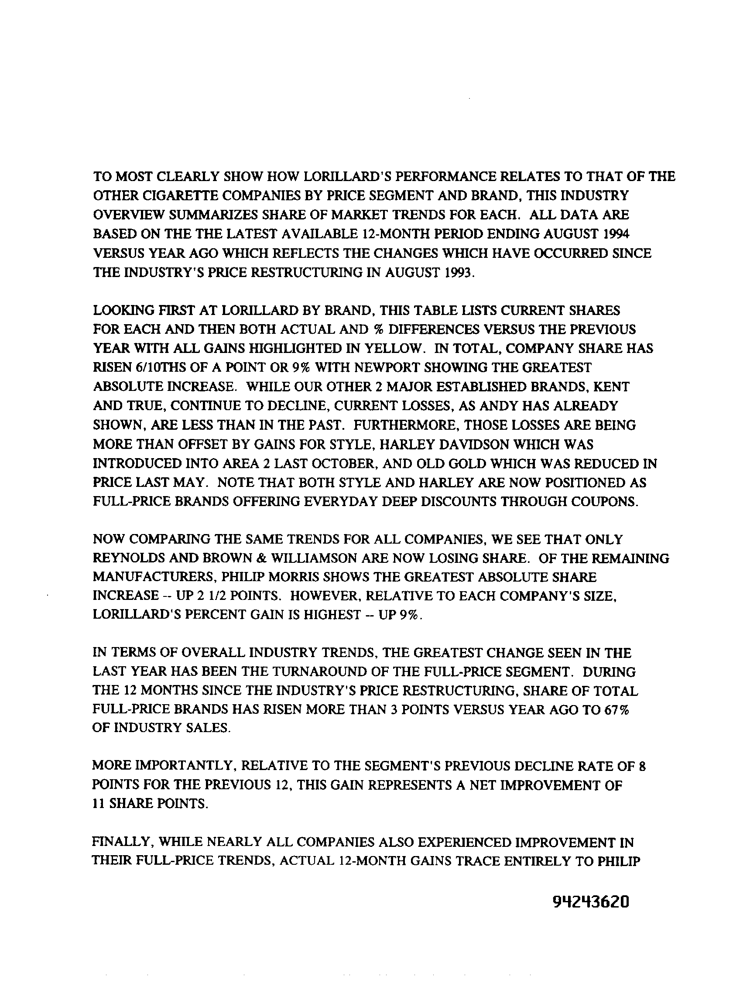 TO MOST CLEARLY SHOW HOW LORILLARD'S PERFORMANCE RELATES TO THAT OF THE
OTHER CIGARETTE COMPANIES BY PRICE SEGMENT AND BRAND, THIS INDUSTRY
OVERVIEW SUMMARIZES SHARE OF MARKET TRENDS FOR EACH. ALL DATA ARE
BASED ON THE THE LATEST AVAILABLE 12-MONTH PERIOD ENDING AUGUST 1994
VERSUS YEAR AGO WHICH REFLECTS THE CHANGES WHICH HAVE OCCURRED SINCE
THE INDUSTRY'S PRICE RESTRUCTURING IN AUGUST 1993.
LOOKING FIRST AT LORILLARD BY BRAND, THIS TABLE LISTS CURRENT SHARES
FOR EACH AND THEN BOTH ACTUAL AND % DIFFERENCES VERSUS THE PREVIOUS
YEAR WITH ALL GAINS HIGHLIGHTED IN YELLOW. IN TOTAL, COMPANY SHARE HAS
RISEN 6/10THS OF A POINT OR 9% WITH NEWPORT SHOWING THE GREATEST
ABSOLUTE INCREASE. WHILE OUR OTHER 2 MAJOR ESTABLISHED BRANDS, KENT
AND TRUE, CONTINUE TO DECLINE, CURRENT LOSSES, AS ANDY HAS ALREADY
SHOWN, ARE LESS THAN IN THE PAST. FURTHERMORE, THOSE LOSSES ARE BEING
MORE THAN OFFSET BY GAINS FOR STYLE, HARLEY DAVIDSON WHICH WAS
INTRODUCED INTO AREA 2 LAST OCTOBER, AND OLD GOLD WHICH WAS REDUCED IN
PRICE LAST MAY. NOTE THAT BOTH STYLE AND HARLEY ARE NOW POSITIONED AS
FULL-PRICE BRANDS OFFERING EVERYDAY DEEP DISCOUNTS THROUGH COUPONS.
NOW COMPARING THE SAME TRENDS FOR ALL COMPANIES, WE SEE THAT ONLY
REYNOLDS AND BROWN & WILLIAMSON ARE NOW LOSING SHARE. OF THE REMAINING
MANUFACTURERS, PHILIP MORRIS SHOWS THE GREATEST ABSOLUTE SHARE
INCREASE -- UP 2 1/2 POINTS. HOWEVER, RELATIVE TO EACH COMPANY'S SIZE,
LORILLARD'S PERCENT GAIN IS HIGHEST -- UP 9%.
IN TERMS OF OVERALL INDUSTRY TRENDS, THE GREATEST CHANGE SEEN IN THE
LAST YEAR HAS BEEN THE TURNAROUND OF THE FULL-PRICE SEGMENT. DURING
THE 12 MONTHS SINCE THE INDUSTRY'S PRICE RESTRUCTURING, SHARE OF TOTAL
FULL-PRICE BRANDS HAS RISEN MORE THAN 3 POINTS VERSUS YEAR AGO TO 67%
OF INDUSTRY SALES.
MORE IMPORTANTLY, RELATIVE TO THE SEGMENT'S PREVIOUS DECLINE RATE OF 8
POINTS FOR THE PREVIOUS 12, THIS GAIN REPRESENTS A NET IMPROVEMENT OF
11 SHARE POINTS.
FINALLY, WHILE NEARLY ALL COMPANIES ALSO EXPERIENCED IMPROVEMENT IN
THEIR FULL-PRICE TRENDS, ACTUAL 12-MONTH GAINS TRACE ENTIRELY TO PHILIP
94243620